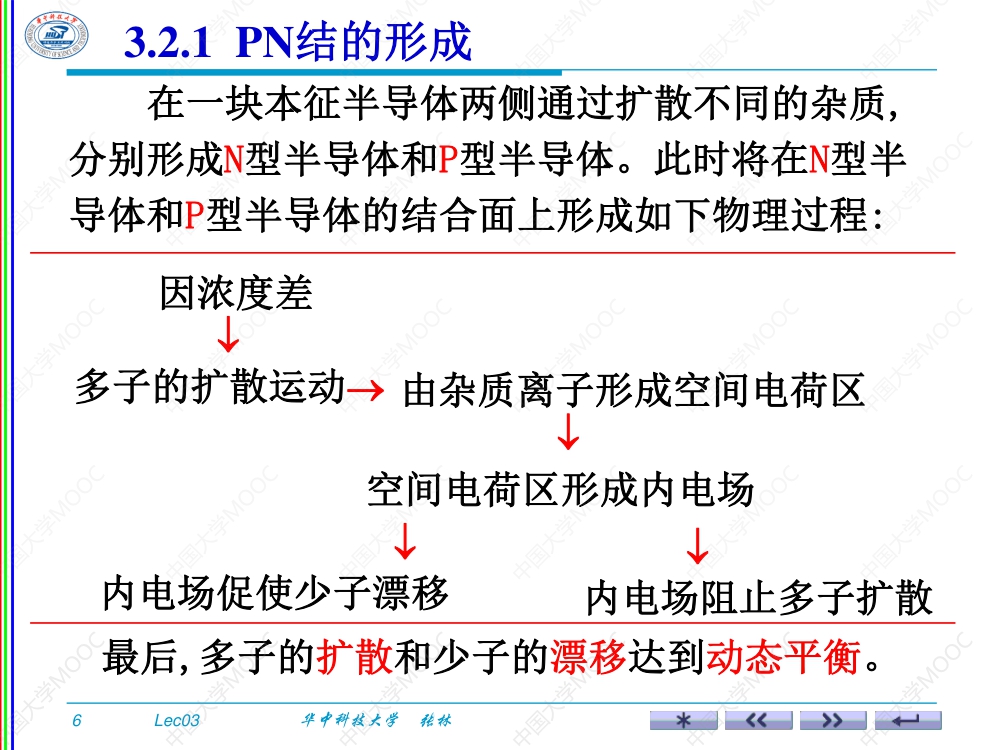 3.2.1 PN结的形成
在一块本征半导体两侧通过扩散不同的杂质,
分别形成N型半导体和P型半导体。此时将在N型半
导体和P型半导体的结合面上形成如下物理过程:
因浓度差
↓
多子的扩散运动→ 由杂质离子形成空间电荷区
↓
空间电荷区形成内电场
↓ ↓
内电场促使少子漂移 内电场阻止多子扩散
最后,多子的扩散和少子的漂移达到动态平衡。
6 Lec03 华中科技大学 张林
中国大学MOOC